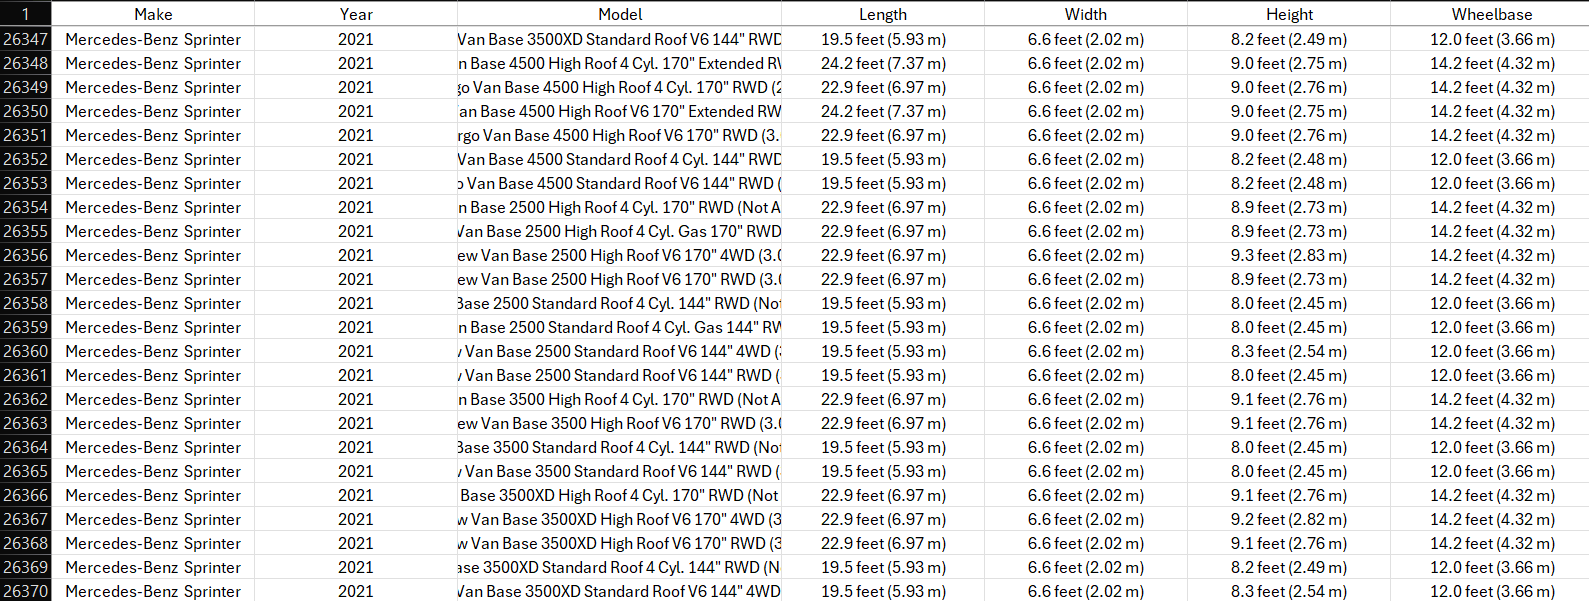 1 Make Year Model Length Width Height Wheelbase
26347 Mercedes-Benz Sprinter 2021 Van Base 3500XD Standard Roof V6 144" RWD 19.5 feet (5.93 m) 6.6 feet (2.02 m) 8.2 feet (2.49 m) 12.0 feet (3.66 m)
26348 Mercedes-Benz Sprinter 2021 n Base 4500 High Roof 4 Cyl. 170" Extended RW 24.2 feet (7.37 m) 6.6 feet (2.02 m) 9.0 feet (2.75 m) 14.2 feet (4.32 m)
26349 Mercedes-Benz Sprinter 2021 go Van Base 4500 High Roof 4 Cyl. 170" RWD (2 22.9 feet (6.97 m) 6.6 feet (2.02 m) 9.0 feet (2.76 m) 14.2 feet (4.32 m)
26350 Mercedes-Benz Sprinter 2021 an Base 4500 High Roof V6 170" Extended RW 24.2 feet (7.37 m) 6.6 feet (2.02 m) 9.0 feet (2.75 m) 14.2 feet (4.32 m)
26351 Mercedes-Benz Sprinter 2021 rgo Van Base 4500 High Roof V6 170" RWD (3. 22.9 feet (6.97 m) 6.6 feet (2.02 m) 9.0 feet (2.76 m) 14.2 feet (4.32 m)
26352 Mercedes-Benz Sprinter 2021 Van Base 4500 Standard Roof 4 Cyl. 144" RWD 19.5 feet (5.93 m) 6.6 feet (2.02 m) 8.2 feet (2.48 m) 12.0 feet (3.66 m)
26353 Mercedes-Benz Sprinter 2021 o Van Base 4500 Standard Roof V6 144" RWD ( 19.5 feet (5.93 m) 6.6 feet (2.02 m) 8.2 feet (2.48 m) 12.0 feet (3.66 m)
26354 Mercedes-Benz Sprinter 2021 n Base 2500 High Roof 4 Cyl. 170" RWD (Not A 22.9 feet (6.97 m) 6.6 feet (2.02 m) 8.9 feet (2.73 m) 14.2 feet (4.32 m)
26355 Mercedes-Benz Sprinter 2021 Van Base 2500 High Roof 4 Cyl. Gas 170" RWD 22.9 feet (6.97 m) 6.6 feet (2.02 m) 8.9 feet (2.73 m) 14.2 feet (4.32 m)
26356 Mercedes-Benz Sprinter 2021 ew Van Base 2500 High Roof V6 170" 4WD (3.0 22.9 feet (6.97 m) 6.6 feet (2.02 m) 9.3 feet (2.83 m) 14.2 feet (4.32 m)
26357 Mercedes-Benz Sprinter 2021 ew Van Base 2500 High Roof V6 170" RWD (3.0 22.9 feet (6.97 m) 6.6 feet (2.02 m) 8.9 feet (2.73 m) 14.2 feet (4.32 m)
26358 Mercedes-Benz Sprinter 2021 Base 2500 Standard Roof 4 Cyl. 144" RWD (Not 19.5 feet (5.93 m) 6.6 feet (2.02 m) 8.0 feet (2.45 m) 12.0 feet (3.66 m)
26359 Mercedes-Benz Sprinter 2021 n Base 2500 Standard Roof 4 Cyl. Gas 144" RW 19.5 feet (5.93 m) 6.6 feet (2.02 m) 8.0 feet (2.45 m) 12.0 feet (3.66 m)
26360 Mercedes-Benz Sprinter 2021 Van Base 2500 Standard Roof V6 144" 4WD ( 19.5 feet (5.93 m) 6.6 feet (2.02 m) 8.3 feet (2.54 m) 12.0 feet (3.66 m)
26361 Mercedes-Benz Sprinter 2021 Van Base 2500 Standard Roof V6 144" RWD ( 19.5 feet (5.93 m) 6.6 feet (2.02 m) 8.0 feet (2.45 m) 12.0 feet (3.66 m)
26362 Mercedes-Benz Sprinter 2021 n Base 3500 High Roof 4 Cyl. 170" RWD (Not A 22.9 feet (6.97 m) 6.6 feet (2.02 m) 9.1 feet (2.76 m) 14.2 feet (4.32 m)
26363 Mercedes-Benz Sprinter 2021 ew Van Base 3500 High Roof V6 170" RWD (3.0 22.9 feet (6.97 m) 6.6 feet (2.02 m) 9.1 feet (2.76 m) 14.2 feet (4.32 m)
26364 Mercedes-Benz Sprinter 2021 Base 3500 Standard Roof 4 Cyl. 144" RWD (Not 19.5 feet (5.93 m) 6.6 feet (2.02 m) 8.0 feet (2.45 m) 12.0 feet (3.66 m)
26365 Mercedes-Benz Sprinter 2021 Van Base 3500 Standard Roof V6 144" RWD ( 19.5 feet (5.93 m) 6.6 feet (2.02 m) 8.0 feet (2.45 m) 12.0 feet (3.66 m)
26366 Mercedes-Benz Sprinter 2021 Base 3500XD High Roof 4 Cyl. 170" RWD (Not 22.9 feet (6.97 m) 6.6 feet (2.02 m) 9.1 feet (2.76 m) 14.2 feet (4.32 m)
26367 Mercedes-Benz Sprinter 2021 w Van Base 3500XD High Roof V6 170" 4WD (3 22.9 feet (6.97 m) 6.6 feet (2.02 m) 9.2 feet (2.82 m) 14.2 feet (4.32 m)
26368 Mercedes-Benz Sprinter 2021 w Van Base 3500XD High Roof V6 170" RWD (3 22.9 feet (6.97 m) 6.6 feet (2.02 m) 9.1 feet (2.76 m) 14.2 feet (4.32 m)
26369 Mercedes-Benz Sprinter 2021 ase 3500XD Standard Roof 4 Cyl. 144" RWD (N 19.5 feet (5.93 m) 6.6 feet (2.02 m) 8.2 feet (2.49 m) 12.0 feet (3.66 m)
26370 Mercedes-Benz Sprinter 2021 Van Base 3500XD Standard Roof V6 144" 4WD 19.5 feet (5.93 m) 6.6 feet (2.02 m) 8.3 feet (2.54 m) 12.0 feet (3.66 m)